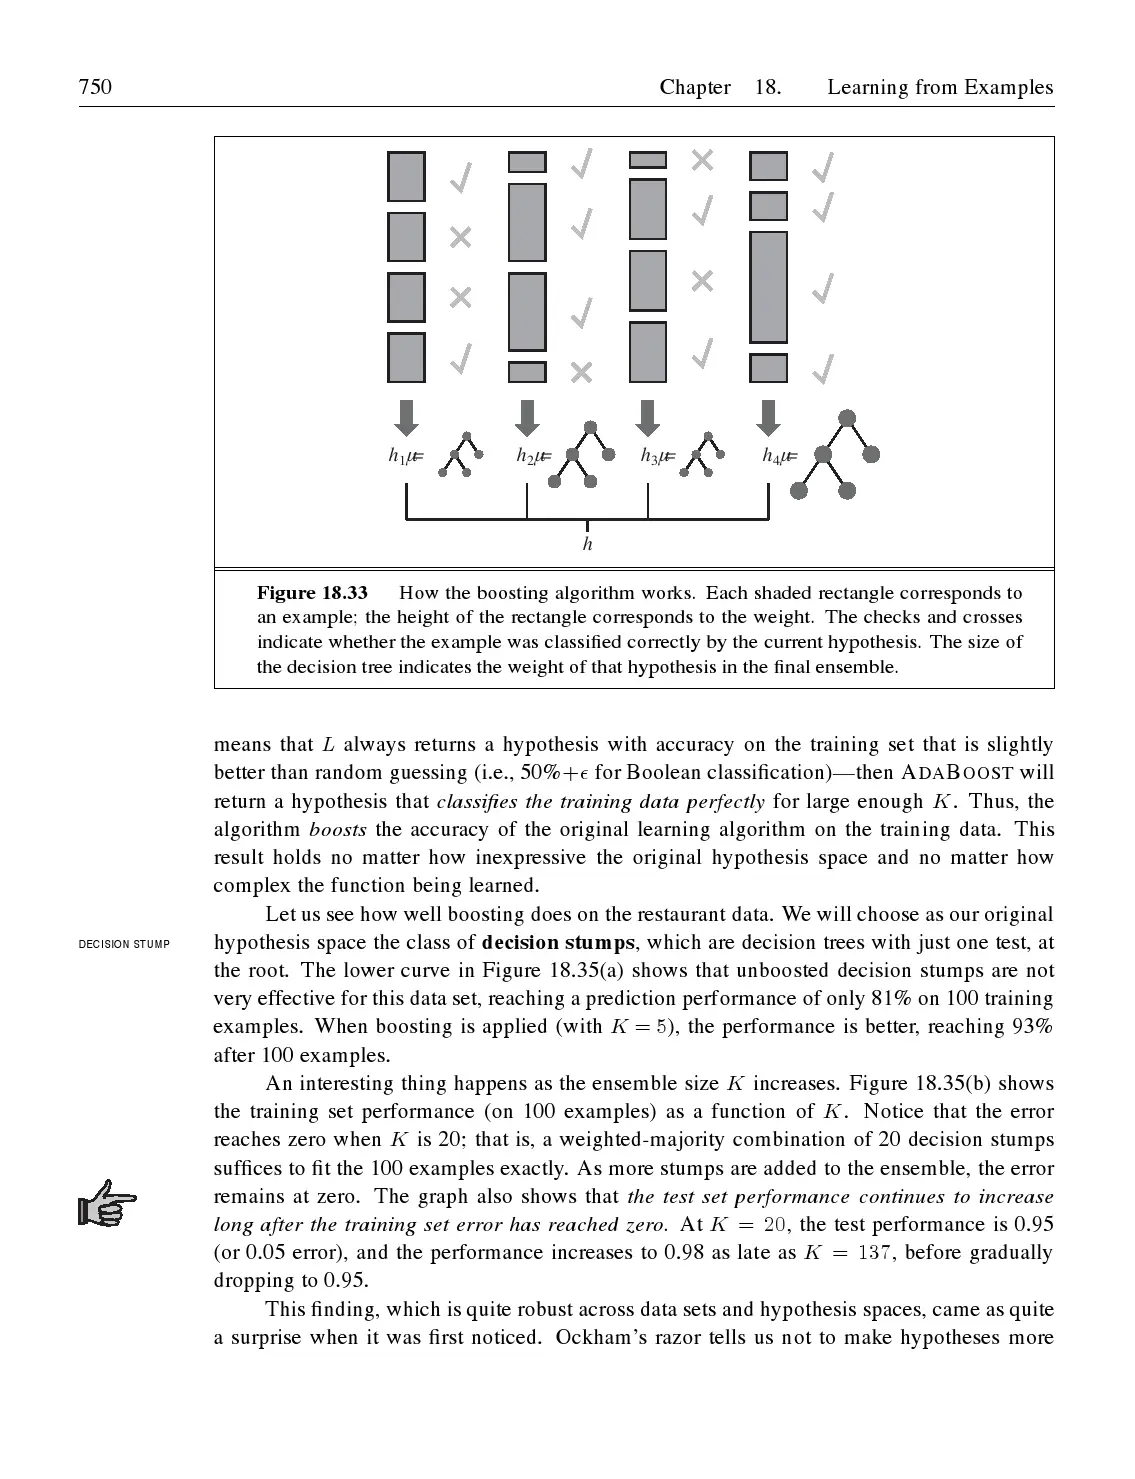 750 Chapter 18. Learning from Examples
h1 = h2 = h3 = h4 =
h
Figure 18.33 How the boosting algorithm works. Each shaded rectangle corresponds to
an example; the height of the rectangle corresponds to the weight. The checks and crosses
indicate whether the example was classified correctly by the current hypothesis. The size of
the decision tree indicates the weight of that hypothesis in the final ensemble.
means that L always returns a hypothesis with accuracy on the training set that is slightly
better than random guessing (i.e., 50%+ϵ for Boolean classification)—then ADABOOST will
return a hypothesis that classifies the training data perfectly for large enough K. Thus, the
algorithm boosts the accuracy of the original learning algorithm on the training data. This
result holds no matter how inexpressive the original hypothesis space and no matter how
complex the function being learned.
Let us see how well boosting does on the restaurant data. We will choose as our original
DECISION STUMP hypothesis space the class of decision stumps, which are decision trees with just one test, at
the root. The lower curve in Figure 18.35(a) shows that unboosted decision stumps are not
very effective for this data set, reaching a prediction performance of only 81% on 100 training
examples. When boosting is applied (with K = 5), the performance is better, reaching 93%
after 100 examples.
An interesting thing happens as the ensemble size K increases. Figure 18.35(b) shows
the training set performance (on 100 examples) as a function of K. Notice that the error
reaches zero when K is 20; that is, a weighted-majority combination of 20 decision stumps
suffices to fit the 100 examples exactly. As more stumps are added to the ensemble, the error
remains at zero. The graph also shows that the test set performance continues to increase
long after the training set error has reached zero. At K = 20, the test performance is 0.95
(or 0.05 error), and the performance increases to 0.98 as late as K = 137, before gradually
dropping to 0.95.
This finding, which is quite robust across data sets and hypothesis spaces, came as quite
a surprise when it was first noticed. Ockham's razor tells us not to make hypotheses more